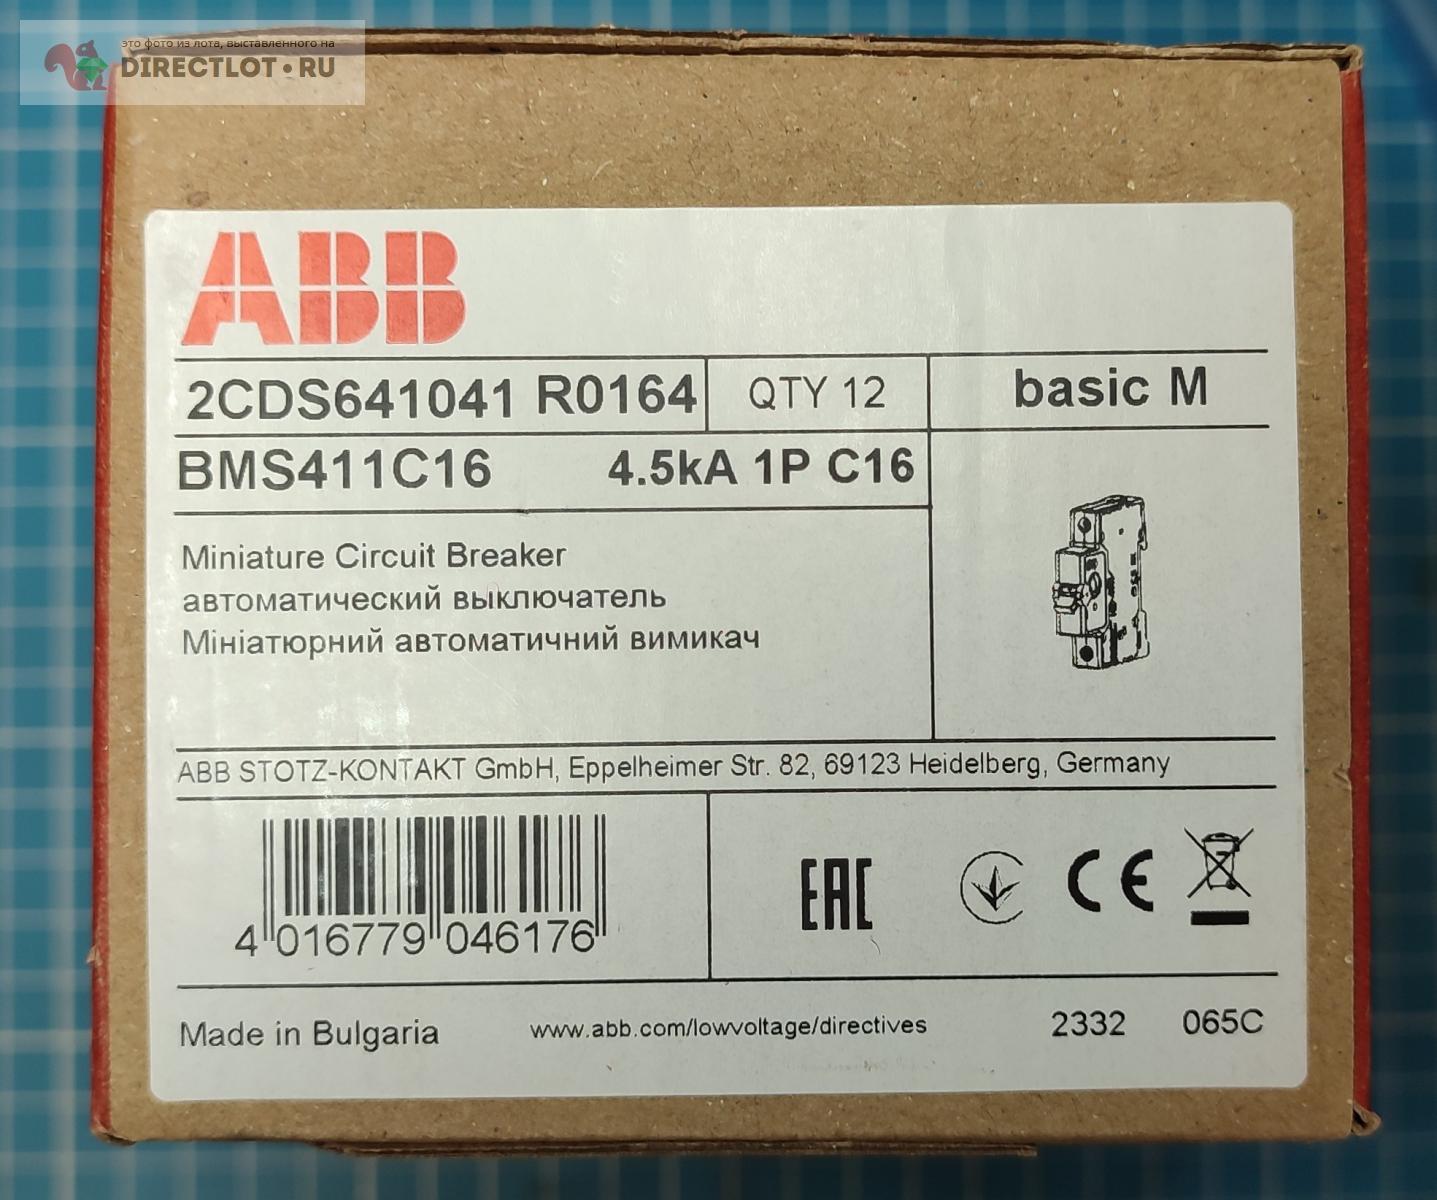 это фото из лота, выставленного на
DIRECTLOT•RU
ABB
2CDS641041 R0164 QTY 12 basic M
BMS411C16 4.5kA 1P C16
Miniature Circuit Breaker
автоматический выключатель
Мініатюрний автоматичний вимикач
ABB STOTZ-KONTAKT GmbH, Eppelheimer Str. 82, 69123 Heidelberg, Germany
EAC CE
4 016779 046176
Made in Bulgaria www.abb.com/lowvoltage/directives 2332 065C